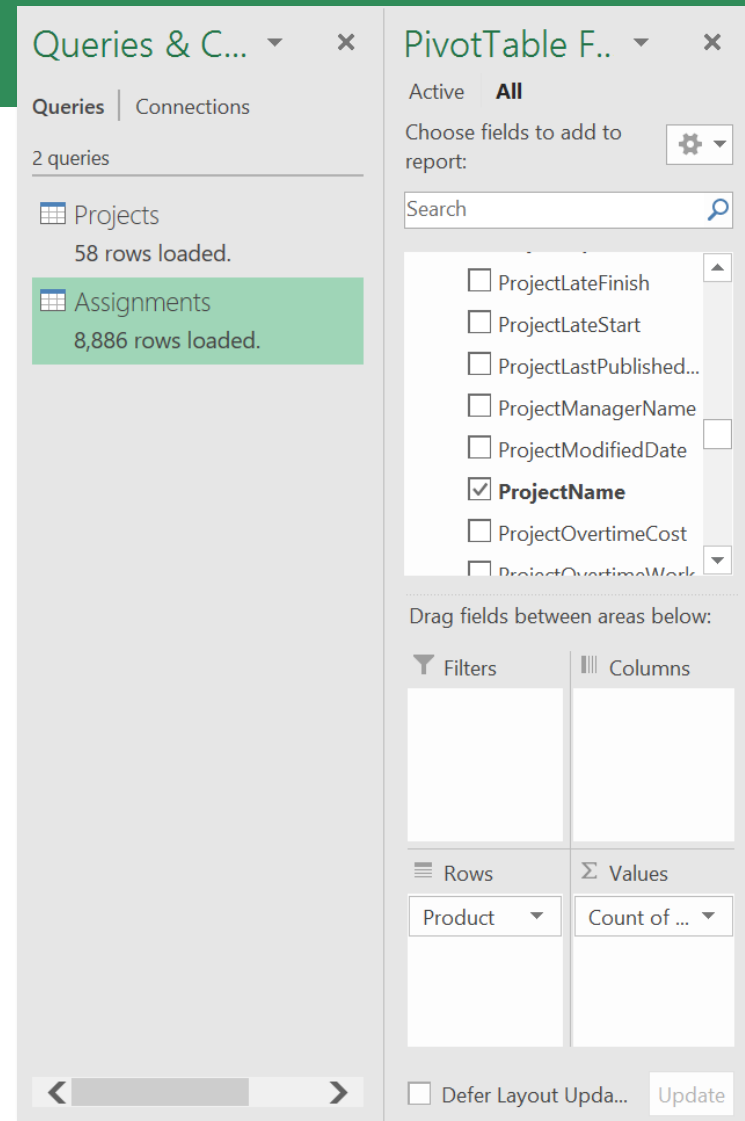 Queries & C...
Queries | Connections
2 queries
Projects
58 rows loaded.
Assignments
8,886 rows loaded.
PivotTable F..
Active All
Choose fields to add to
report:
Search
ProjectLateFinish
ProjectLateStart
ProjectLastPublished...
ProjectManagerName
ProjectModifiedDate
ProjectName
ProjectOvertimeCost
ProjectOvertimeWork
Drag fields between areas below:
Filters
Columns
Rows
Values
Product
Count of ...
Defer Layout Upda...
Update